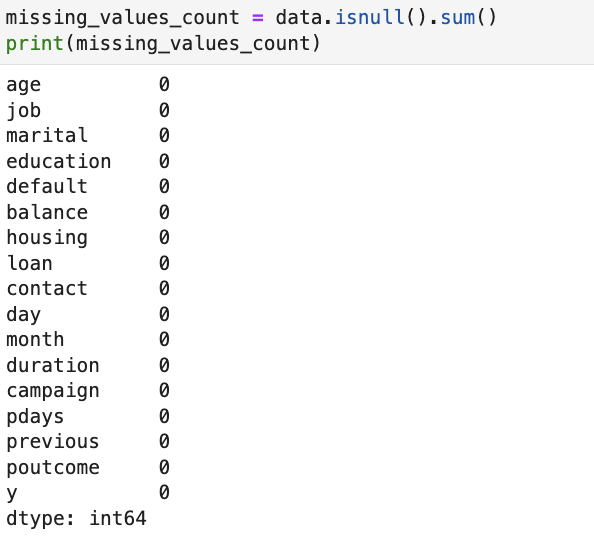 missing_values_count = data.isnull().sum()
print(missing_values_count)
age 0
job 0
marital 0
education 0
default 0
balance 0
housing 0
loan 0
contact 0
day 0
month 0
duration 0
campaign 0
pdays 0
previous 0
poutcome 0
y 0
dtype: int64